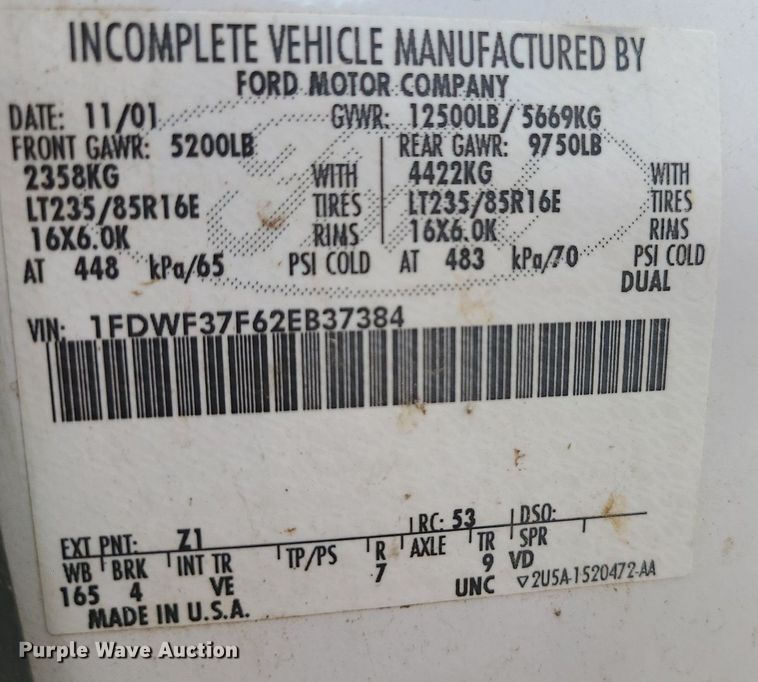 INCOMPLETE VEHICLE MANUFACTURED BY
FORD MOTOR COMPANY
DATE: 11/01 GVWR: 12500LB/ 5669KG
FRONT GAWR: 5200LB REAR GAWR: 9750LB
2358KG WITH 4422KG WITH
LT235/85R16E TIRES LT235/85R16E TIRES
16X6.0K RIMS 16X6.0K RIMS
AT 448 kPa/65 PSI COLD AT 483 kPa/70 PSI COLD
DUAL
VIN: 1FDWF37F62EB37384
EXT PNT: Z1 RC: 53 DSO:
WB BRK INT TR TP/PS R AXLE TR SPR
165 4 VE 7 9 VD
UNC 2U5A-1520472-AA
MADE IN U.S.A.
Purple Wave Auction